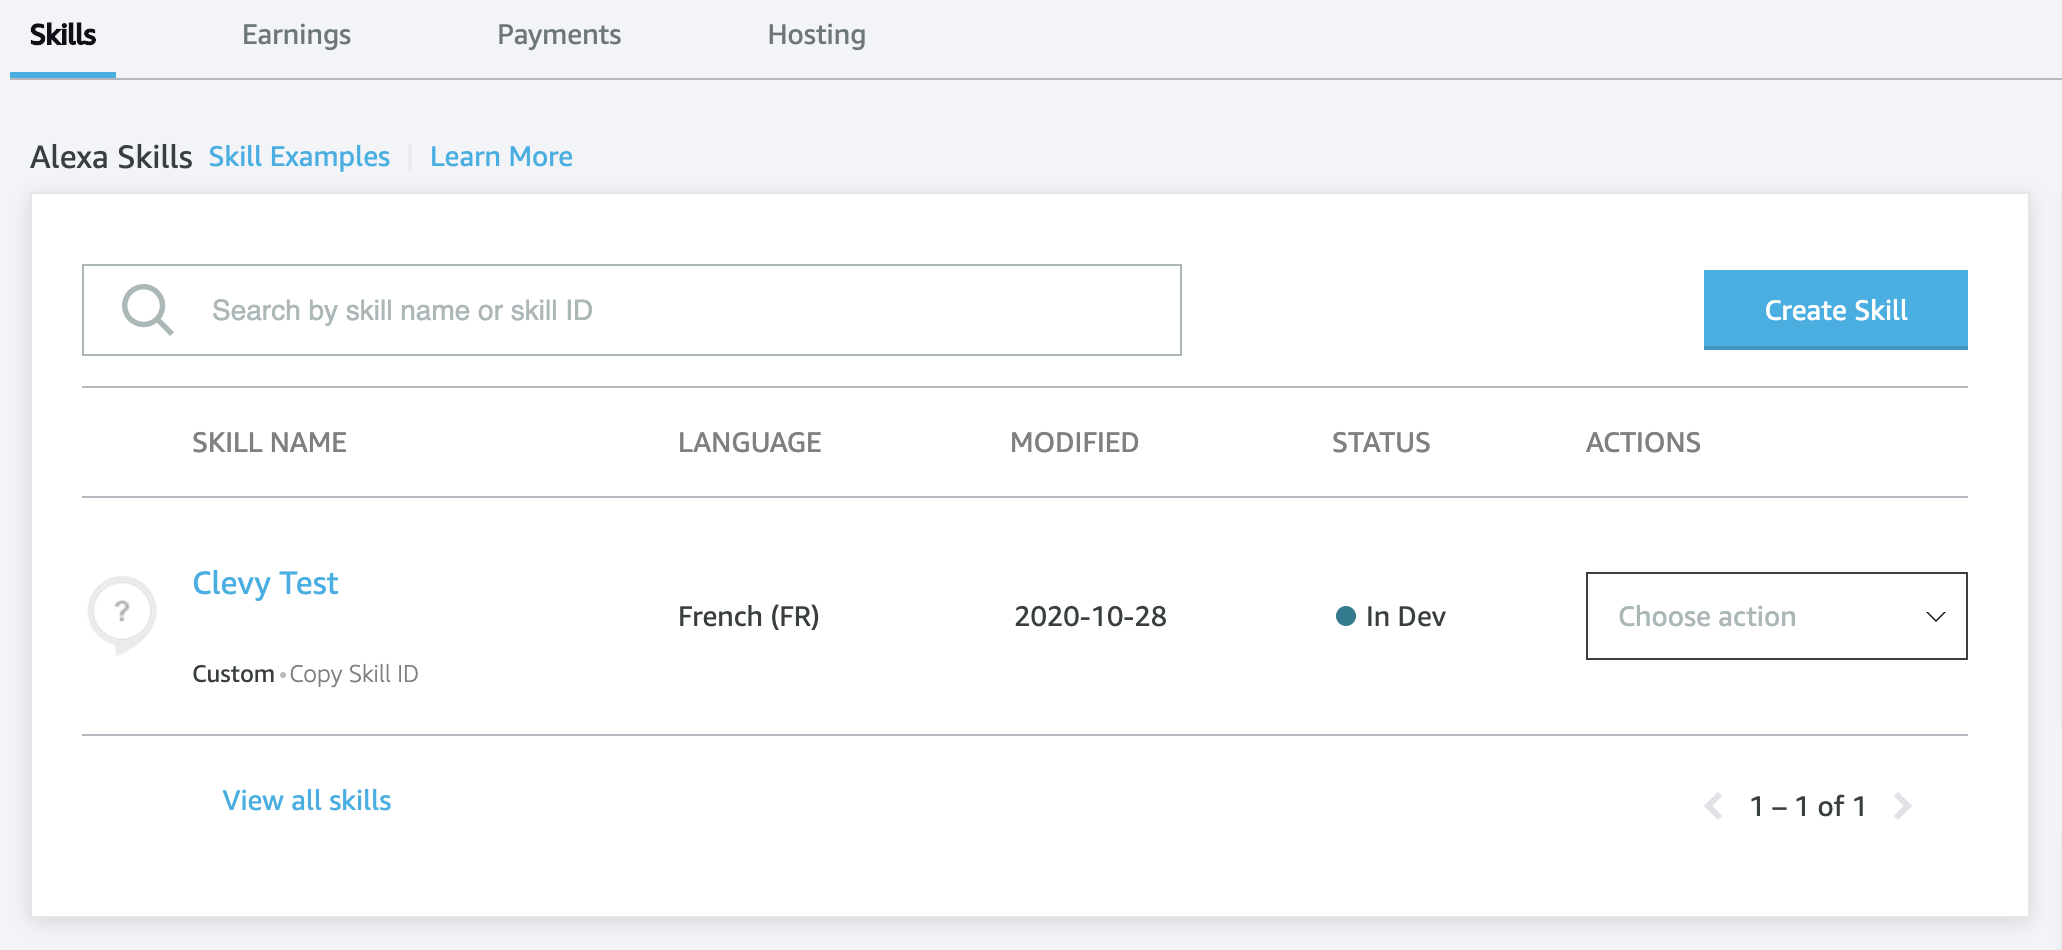 Skills Earnings Payments Hosting
Alexa Skills Skill Examples Learn More
Search by skill name or skill ID
Create Skill
SKILL NAME LANGUAGE MODIFIED STATUS ACTIONS
Clevy Test
?
French (FR) 2020-10-28 In Dev Choose action
Custom • Copy Skill ID
View all skills
1 – 1 of 1